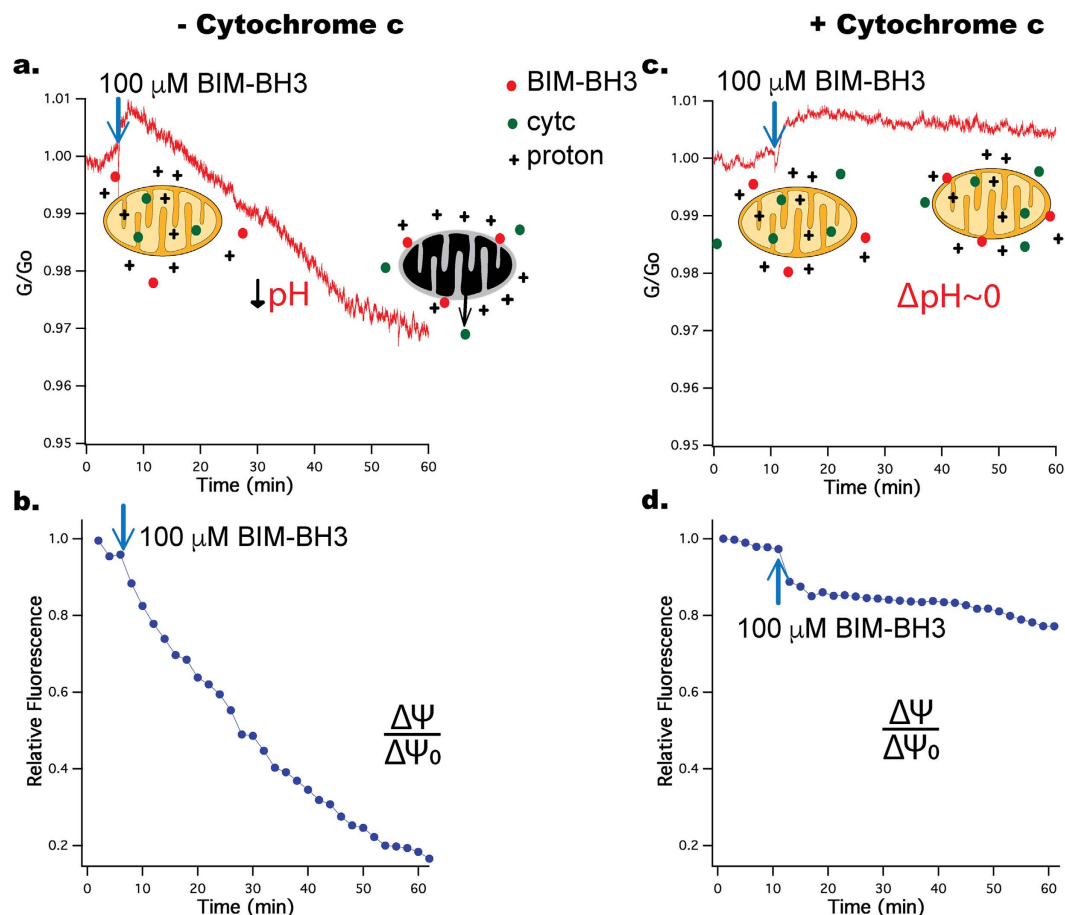 - Cytochrome c
+ Cytochrome c
a.
100 μM BIM-BH3
BIM-BH3
cytc
proton
1.01
1.00
0.99
0.98
0.97
0.96
0.95
G/Go
↓pH
0 10 20 30 40 50 60
Time (min)
c.
100 μM BIM-BH3
1.01
1.00
0.99
0.98
0.97
0.96
0.95
G/Go
ΔpH~0
0 10 20 30 40 50 60
Time (min)
b.
100 μM BIM-BH3
1.0
0.8
0.6
0.4
0.2
Relative Fluorescence
ΔΨ
ΔΨ₀
0 10 20 30 40 50 60
Time (min)
d.
100 μM BIM-BH3
1.0
0.8
0.6
0.4
0.2
Relative Fluorescence
ΔΨ
ΔΨ₀
0 10 20 30 40 50 60
Time (min)